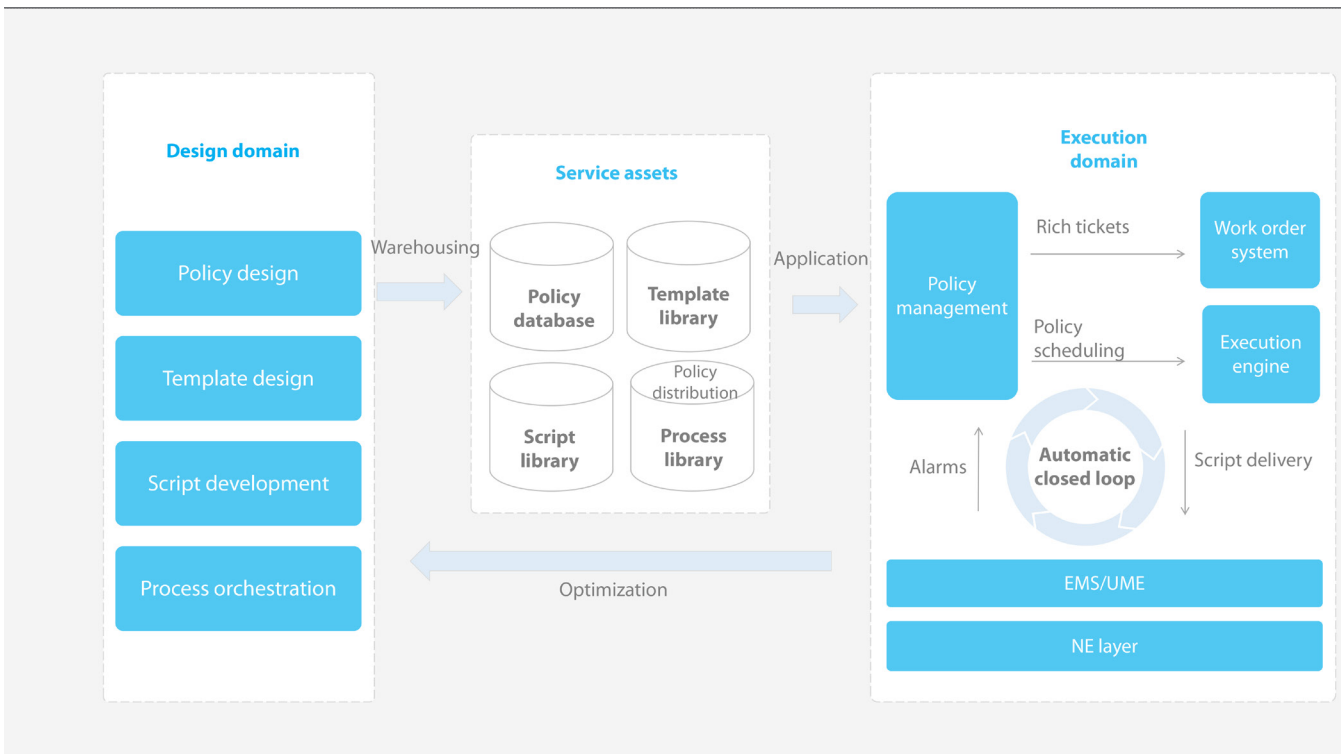 Design domain
Policy design
Template design
Script development
Process orchestration
Warehousing
Service assets
Policy
database
Template
library
Script
library
Policy
distribution
Process
library
Application
Optimization
Execution
domain
Policy
management
Rich tickets
Work order
system
Policy
scheduling
Execution
engine
Alarms
Automatic
closed loop
Script delivery
EMS/UME
NE layer